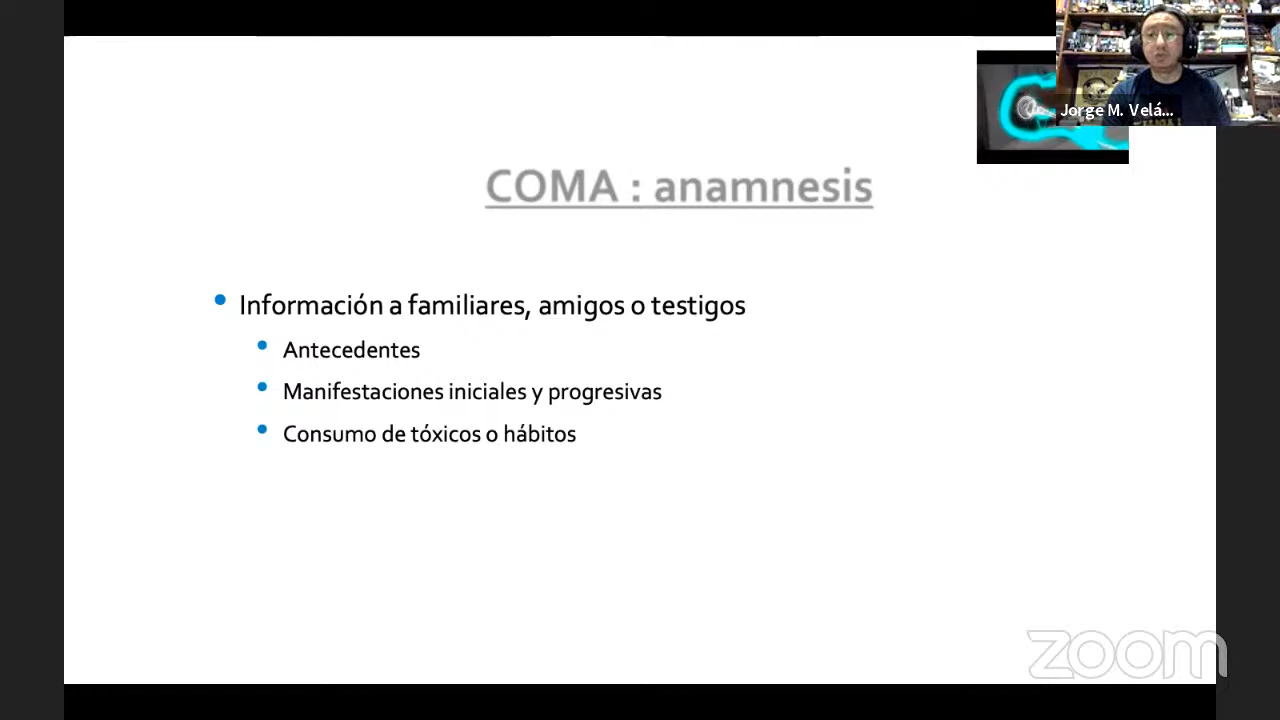 Jorge M. Velá...
COMA : anamnesis
Información a familiares, amigos o testigos
Antecedentes
Manifestaciones iniciales y progresivas
Consumo de tóxicos o hábitos
zoom